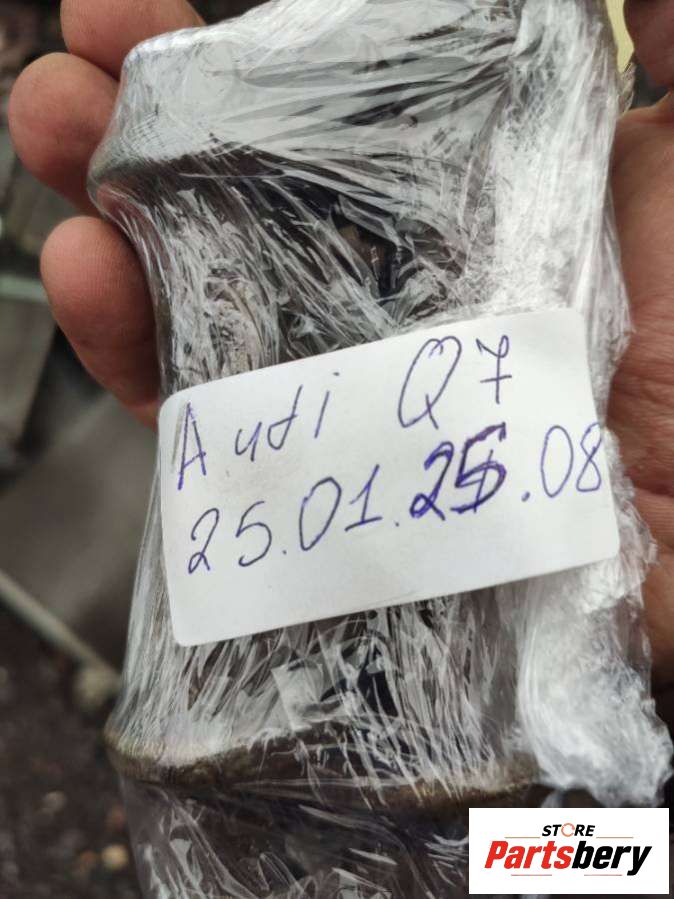 Audi Q7
25.01.25.08
STORE
Partsbery